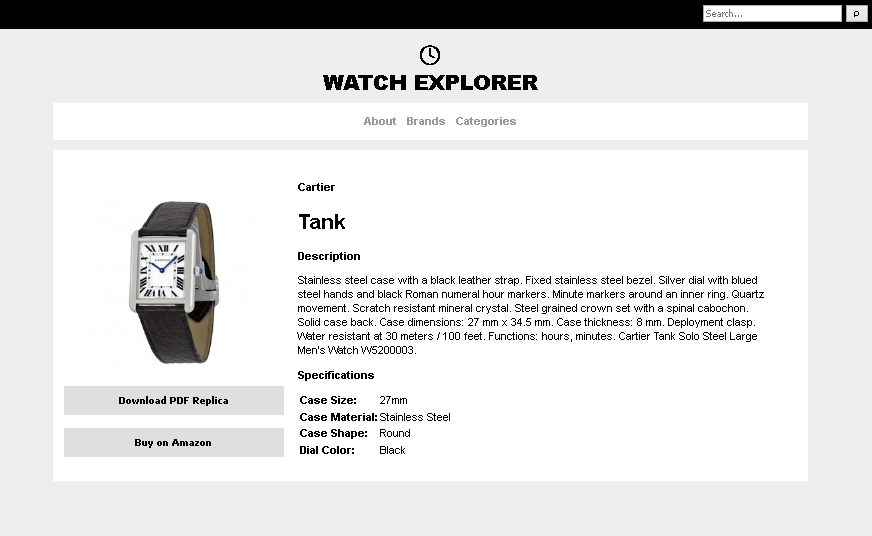 Search...
WATCH EXPLORER
About Brands Categories
Cartier
Tank
Description
Stainless steel case with a black leather strap. Fixed stainless steel bezel. Silver dial with blued
steel hands and black Roman numeral hour markers. Minute markers around an inner ring. Quartz
movement. Scratch resistant mineral crystal. Steel grained crown set with a spinal cabochon.
Solid case back. Case dimensions: 27 mm x 34.5 mm. Case thickness: 8 mm. Deployment clasp.
Water resistant at 30 meters / 100 feet. Functions: hours, minutes. Cartier Tank Solo Steel Large
Men's Watch W5200003.
Specifications
Case Size: 27mm
Case Material: Stainless Steel
Case Shape: Round
Dial Color: Black
Download PDF Replica
Buy on Amazon